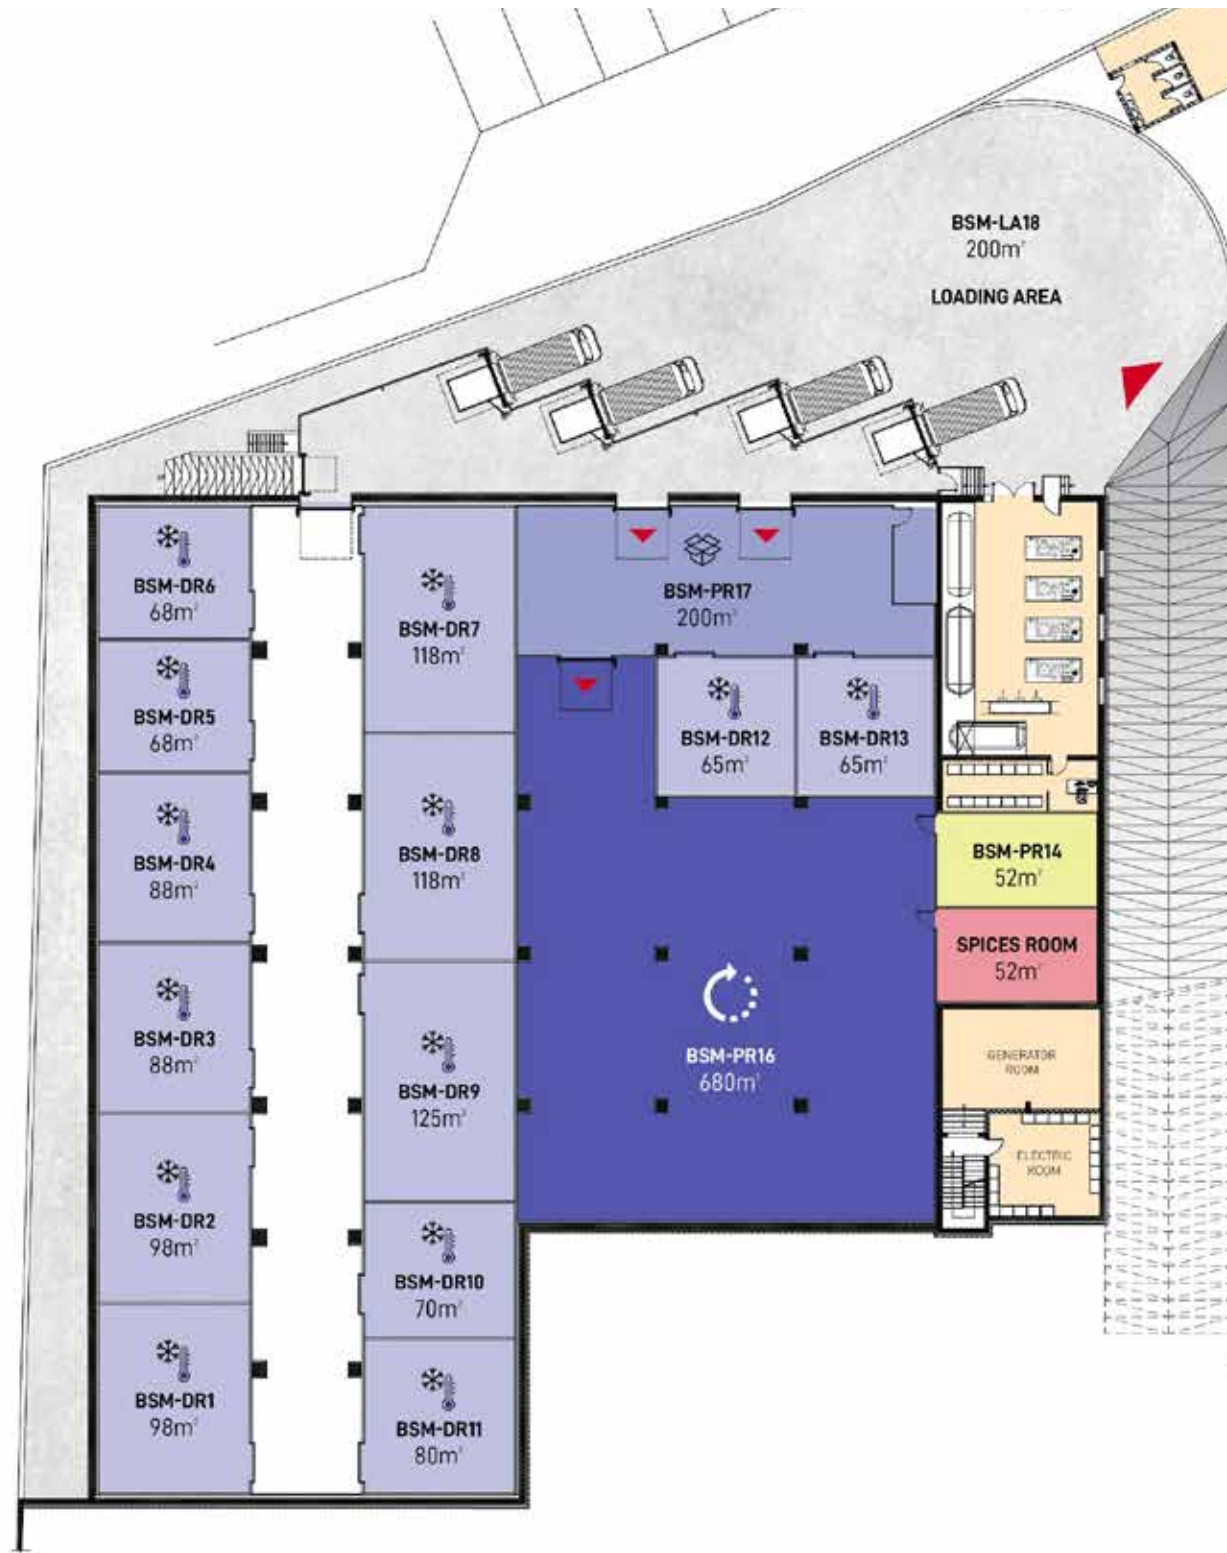 BSM-LA18
200m²
LOADING AREA
BSM-DR6
68m²
BSM-DR5
68m²
BSM-DR4
88m²
BSM-DR3
88m²
BSM-DR2
98m²
BSM-DR1
98m²
BSM-DR7
118m²
BSM-DR8
118m²
BSM-DR9
125m²
BSM-DR10
70m²
BSM-DR11
80m²
BSM-PR17
200m²
BSM-DR12
65m²
BSM-DR13
65m²
BSM-PR16
680m²
BSM-PR14
52m²
SPICES ROOM
52m²
GENERATOR
ROOM
ELECTRIC
ROOM